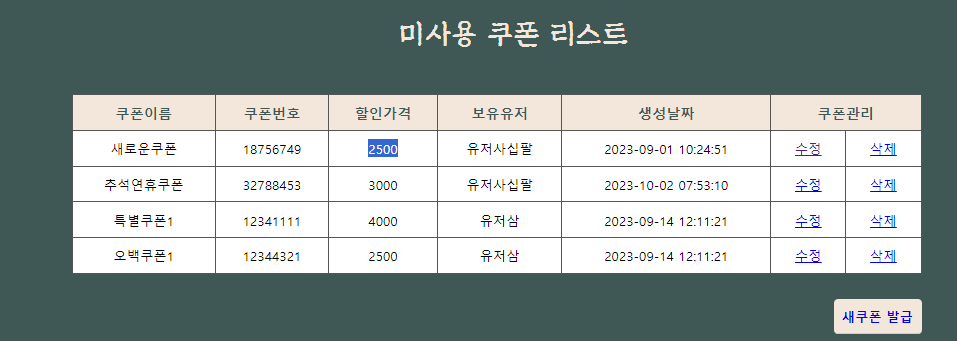 미사용 쿠폰 리스트
쿠폰이름 쿠폰번호 할인가격 보유유저 생성날짜 쿠폰관리
새로운쿠폰 18756749 2500 유저사십팔 2023-09-01 10:24:51 수정 삭제
추석연휴쿠폰 32788453 3000 유저사십팔 2023-10-02 07:53:10 수정 삭제
특별쿠폰1 12341111 4000 유저삼 2023-09-14 12:11:21 수정 삭제
오백쿠폰1 12344321 2500 유저삼 2023-09-14 12:11:21 수정 삭제
새쿠폰 발급